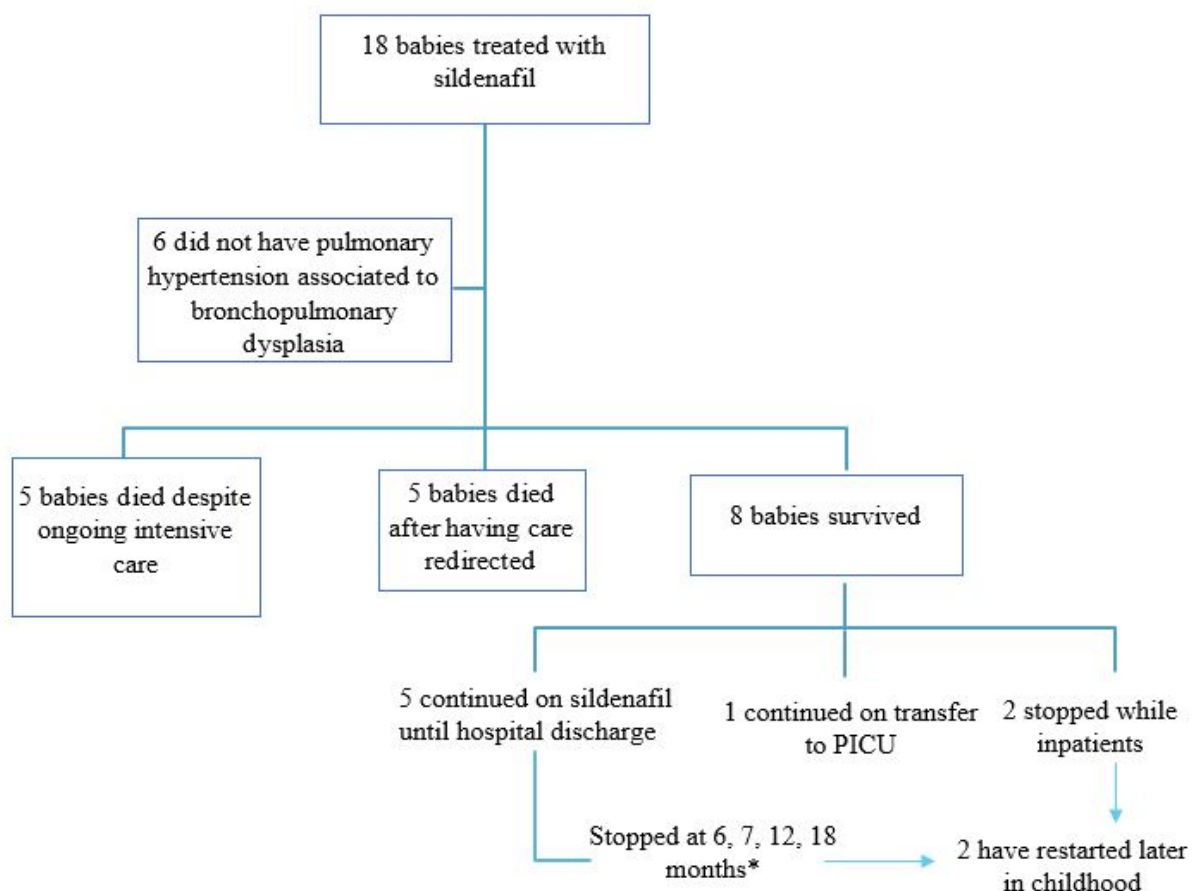 18 babies treated with
sildenafil
6 did not have pulmonary
hypertension associated to
bronchopulmonary
dysplasia
5 babies died despite
ongoing intensive
care
5 babies died
after having care
redirected
8 babies survived
5 continued on sildenafil
until hospital discharge
1 continued on transfer
to PICU
2 stopped while
inpatients
Stopped at 6, 7, 12, 18
months*
2 have restarted later
in childhood